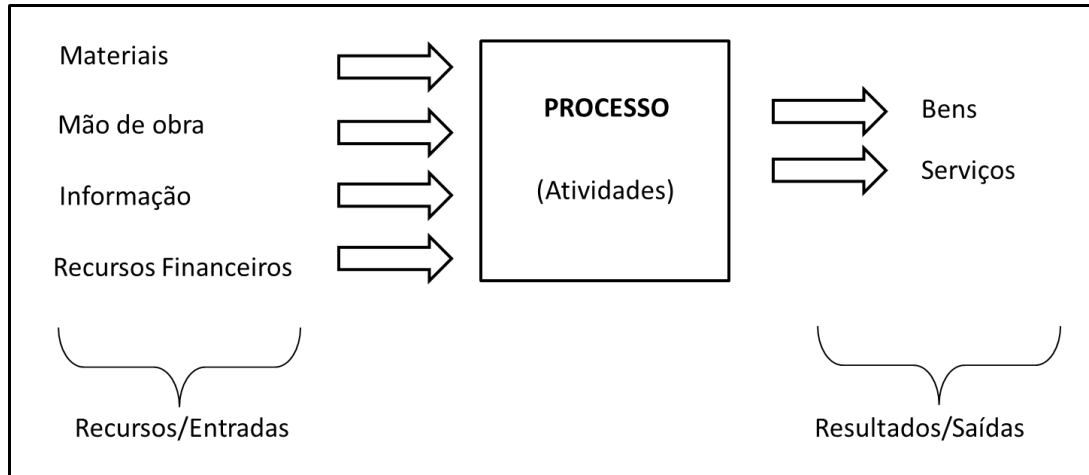 Materiais
Mão de obra
Informação
Recursos Financeiros
PROCESSO
(Atividades)
Bens
Serviços
Recursos/Entradas
Resultados/Saídas